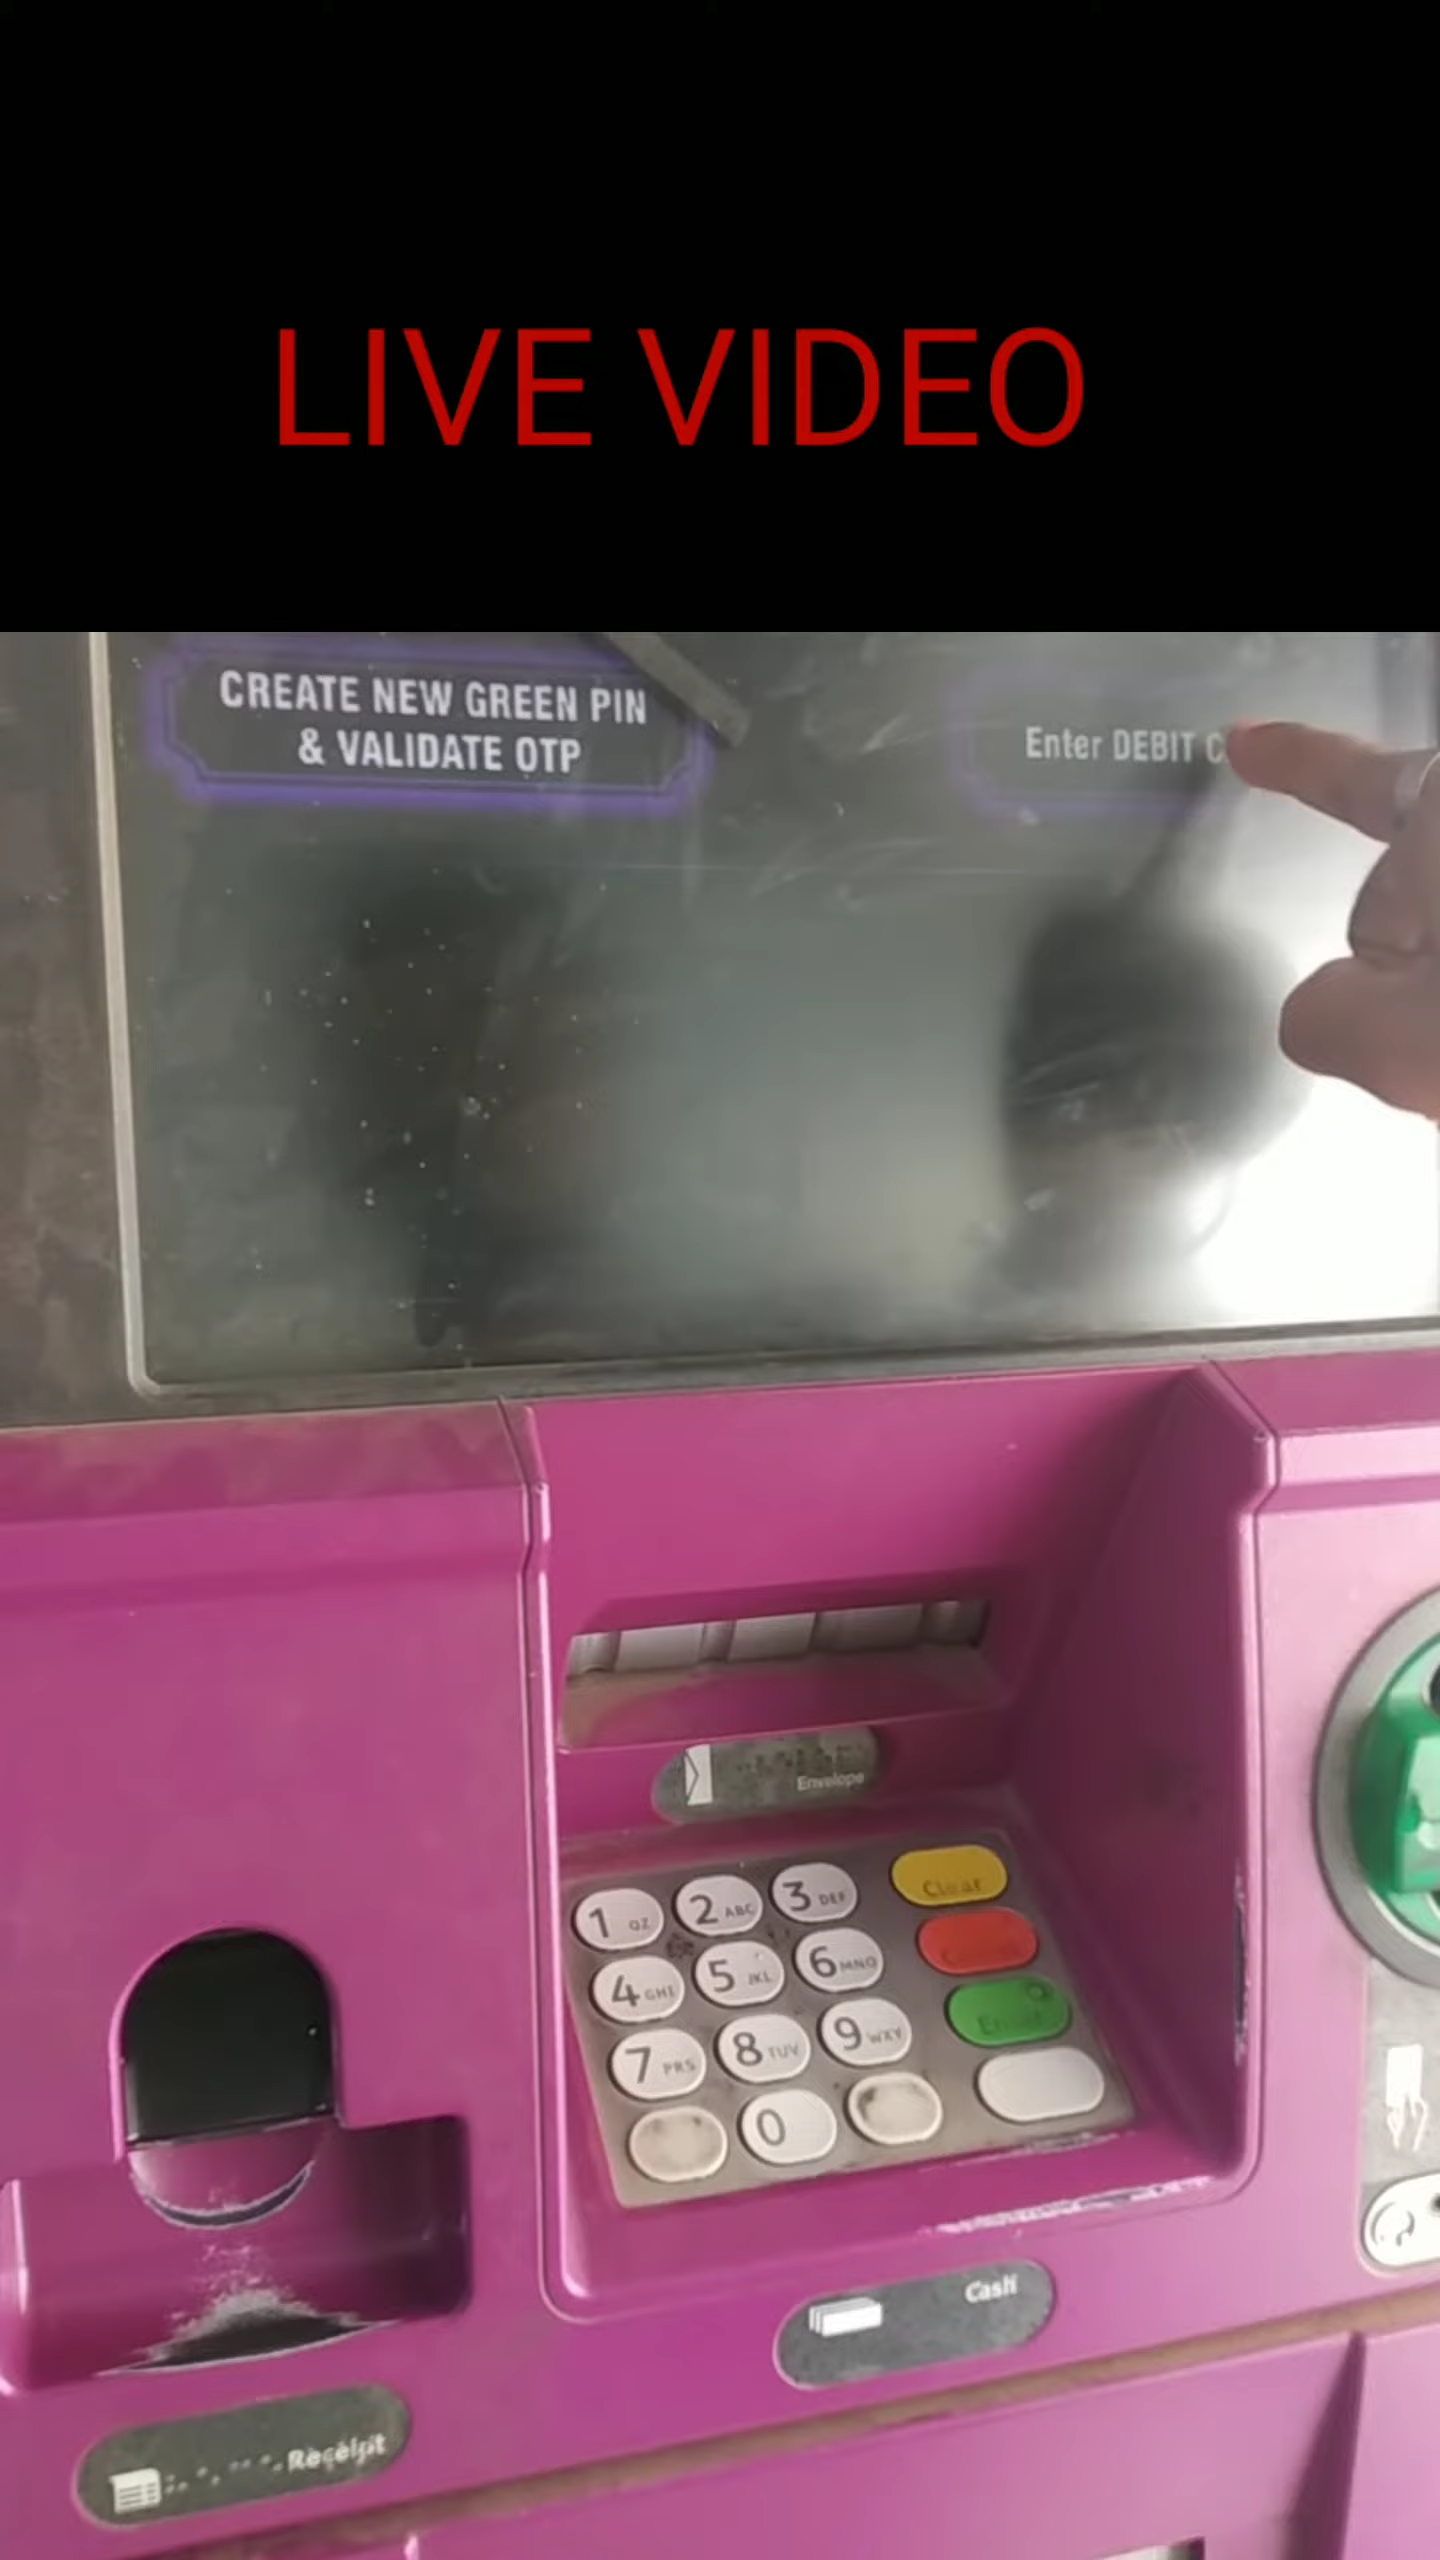 LIVE VIDEO
CREATE NEW GREEN PIN
& VALIDATE OTP
Enter DEBIT
Envelope
1 QZ 2 ABC 3 DEF Clear
4 GHI 5 JKL 6 MNO
7 PRS 8 TUV 9 WXY
0
Cash
Receipt